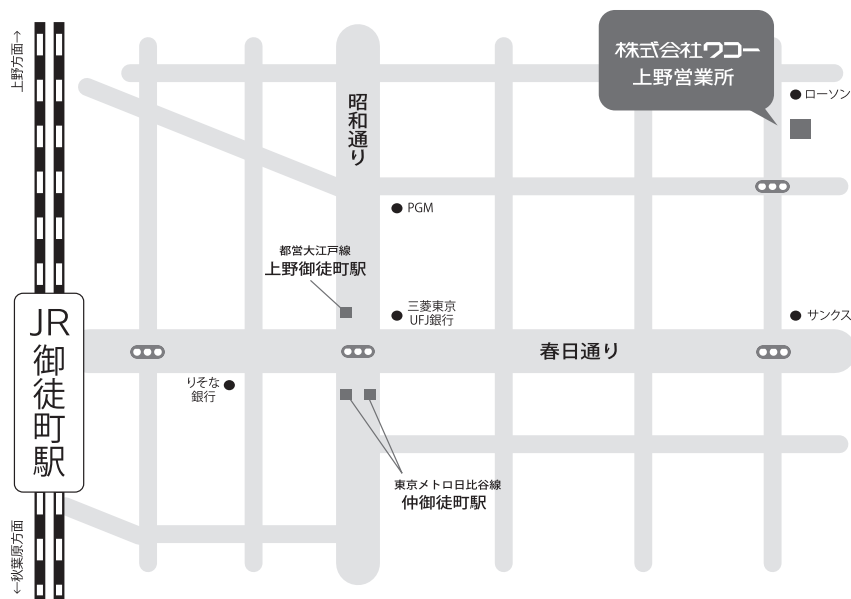 上野方面→
株式会社ワコー
上野営業所
ローソン
昭和通り
PGM
都営大江戸線
上野御徒町駅
三菱東京
UFJ銀行
サンクス
JR
御徒町駅
春日通り
りそな
銀行
東京メトロ日比谷線
仲御徒町駅
←秋葉原方面